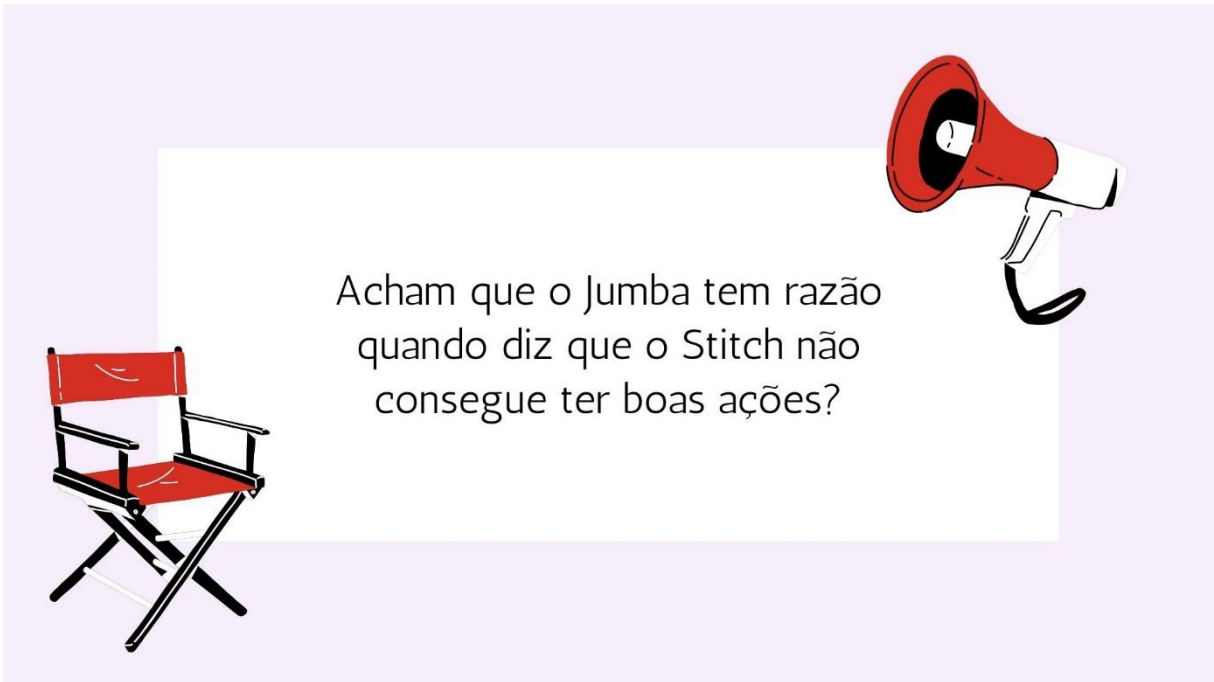 Acham que o Jumba tem razão
quando diz que o Stitch não
consegue ter boas ações?